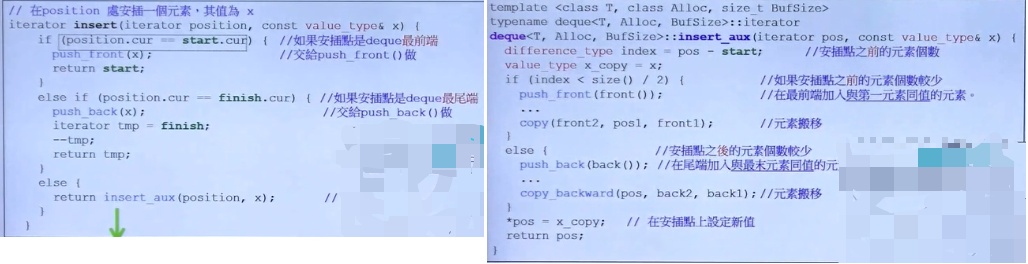 // 在position 處安插一個元素，其值為 x
iterator insert(iterator position, const value_type& x) {
if (position.cur == start.cur) { //如果安插點是deque最前端
push_front(x); //交給push_front()做
return start;
}
else if (position.cur == finish.cur) { //如果安插點是deque最尾端
push_back(x); //交給push_back()做
iterator tmp = finish;
--tmp;
return tmp;
}
else {
return insert_aux(position, x); //
}
}
template <class T, class Alloc, size_t BufSize>
typename deque<T, Alloc, BufSize>::iterator
deque<T, Alloc, BufSize>::insert_aux(iterator pos, const value_type& x) {
difference_type index = pos - start; //安插點之前的元素個數
value_type x_copy = x;
if (index < size() / 2) { //如果安插點之前的元素個數較少
push_front(front()); //在最前端加入與第一元素同值的元素。
...
copy(front2, pos1, front1); //元素搬移
}
else { //安插點之後的元素個數較少
push_back(back()); //在尾端加入與最末元素同值的元
...
copy_backward(pos, back2, back1); //元素搬移
}
*pos = x_copy; // 在安插點上設定新值
return pos;
}